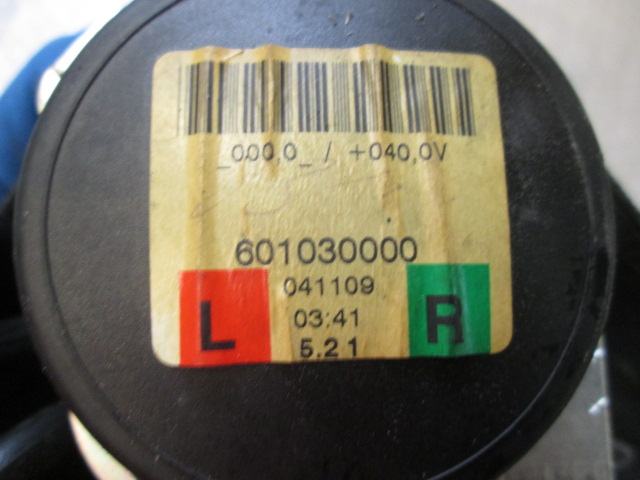 _000,0_ / +040,0V
601030000
041109
L 03:41 R
5.21